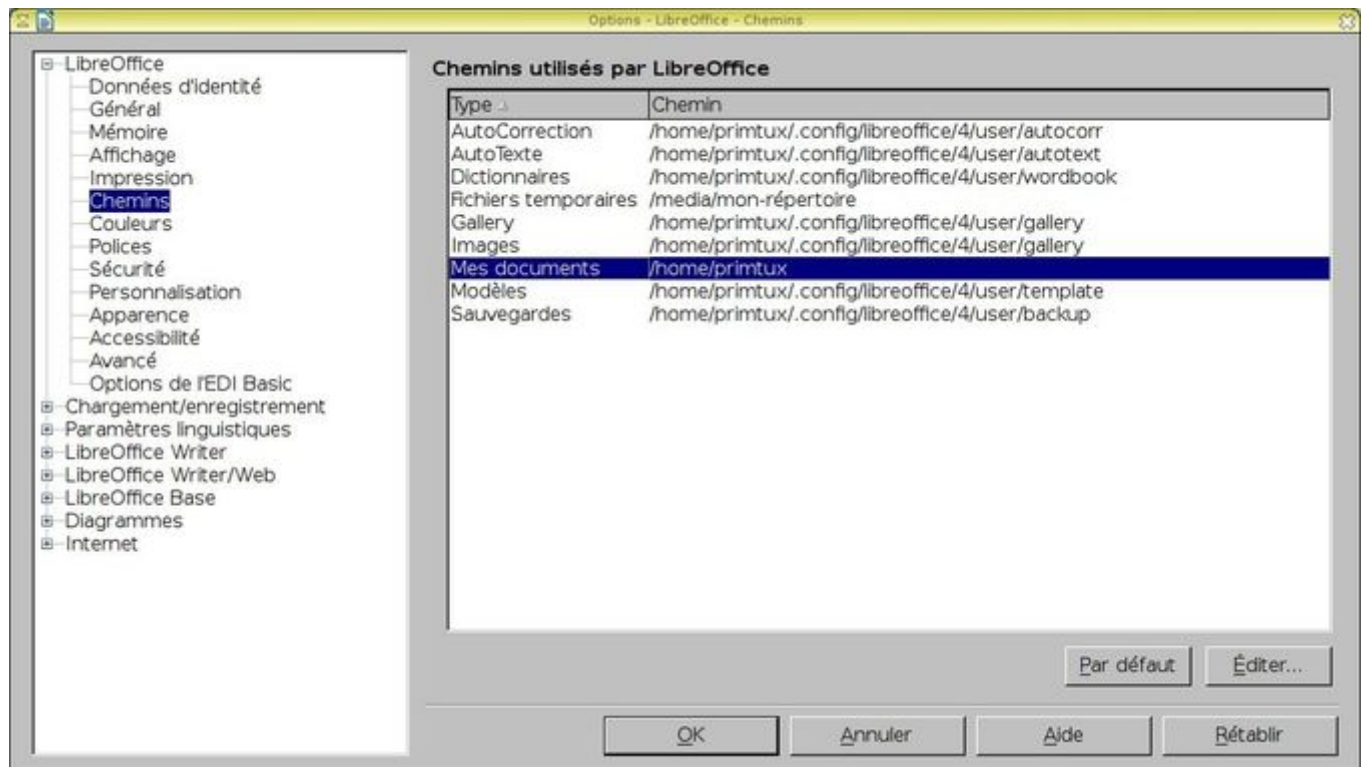 Options - LibreOffice - Chemins
LibreOffice
Données d'identité
Général
Mémoire
Affichage
Impression
Chemins
Couleurs
Polices
Sécurité
Personnalisation
Apparence
Accessibilité
Avancé
Options de l'EDI Basic
Chargement/enregistrement
Paramètres linguistiques
LibreOffice Writer
LibreOffice Writer/Web
LibreOffice Base
Diagrammes
Internet
Chemins utilisés par LibreOffice
Type Chemin
AutoCorrection /home/primtux/.config/libreoffice/4/user/autocorr
AutoTexte /home/primtux/.config/libreoffice/4/user/autotext
Dictionnaires /home/primtux/.config/libreoffice/4/user/wordbook
Fichiers temporaires /media/mon-répertoire
Gallery /home/primtux/.config/libreoffice/4/user/gallery
Images /home/primtux/.config/libreoffice/4/user/gallery
Mes documents /home/primtux
Modèles /home/primtux/.config/libreoffice/4/user/template
Sauvegardes /home/primtux/.config/libreoffice/4/user/backup
Par défaut Éditer...
OK Annuler Aide Rétablir